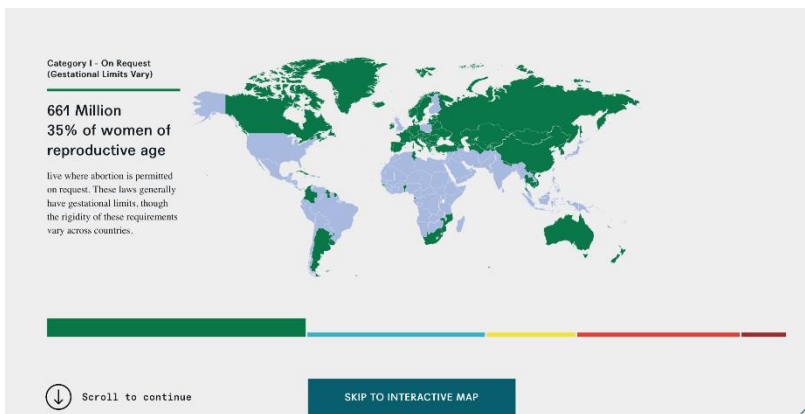 Category I - On Request
(Gestational Limits Vary)
661 Million
35% of women of
reproductive age
live where abortion is permitted
on request. These laws generally
have gestational limits, though
the rigidity of these requirements
vary across countries.
Scroll to continue
SKIP TO INTERACTIVE MAP